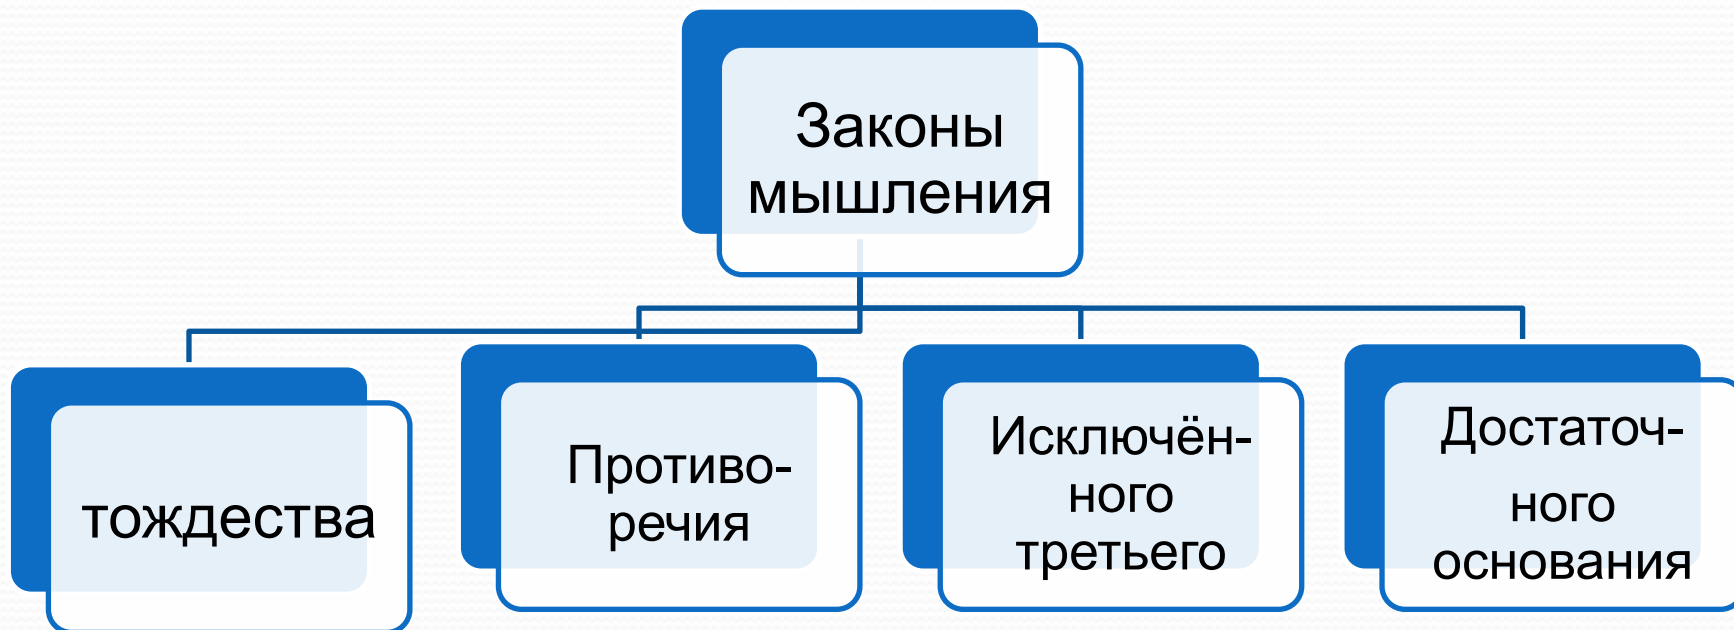 Законы
мышления
тождества
Противо-
речия
Исключён-
ного
третьего
Достаточ-
ного
основания